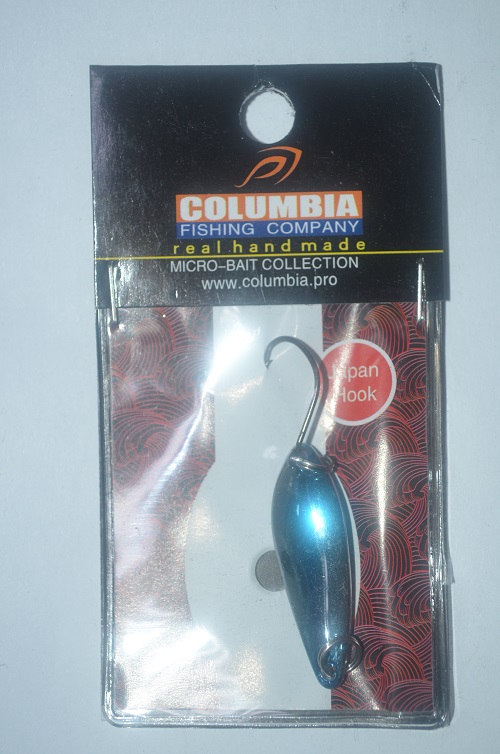 COLUMBIA
FISHING COMPANY
real hand made
MICRO-BAIT COLLECTION
www.columbia.pro
Japan
Hook